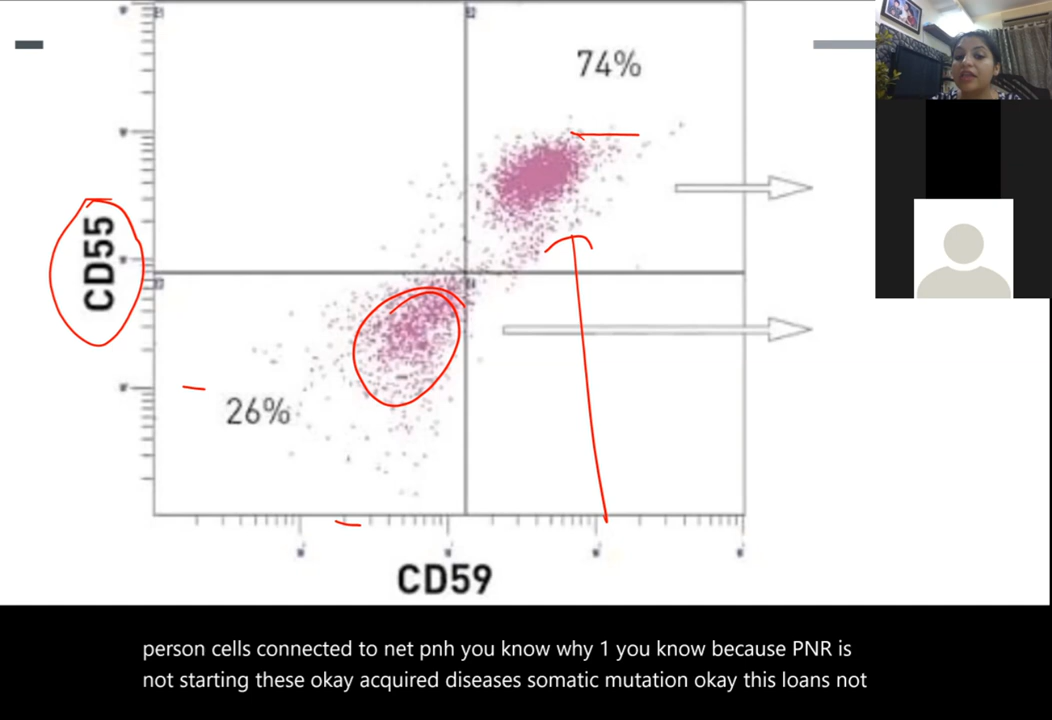 74%
CD55
26%
CD59
person cells connected to net pnh you know why 1 you know because PNR is
not starting these okay acquired diseases somatic mutation okay this loans not